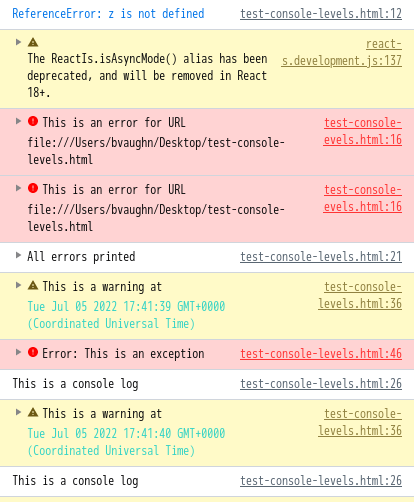 ReferenceError: z is not defined test-console-levels.html:12
react-
The ReactIs.isAsyncMode() alias has been s.development.js:137
deprecated, and will be removed in React
18+.
This is an error for URL test-console-
file:///Users/bvaughn/Desktop/test-console- evels.html:16
levels.html
This is an error for URL test-console-
file:///Users/bvaughn/Desktop/test-console- evels.html:16
levels.html
All errors printed test-console-levels.html:21
This is a warning at test-console-
Tue Jul 05 2022 17:41:39 GMT+0000 levels.html:36
(Coordinated Universal Time)
Error: This is an exception test-console-levels.html:46
This is a console log test-console-levels.html:26
This is a warning at test-console-
Tue Jul 05 2022 17:41:40 GMT+0000 levels.html:36
(Coordinated Universal Time)
This is a console log test-console-levels.html:26